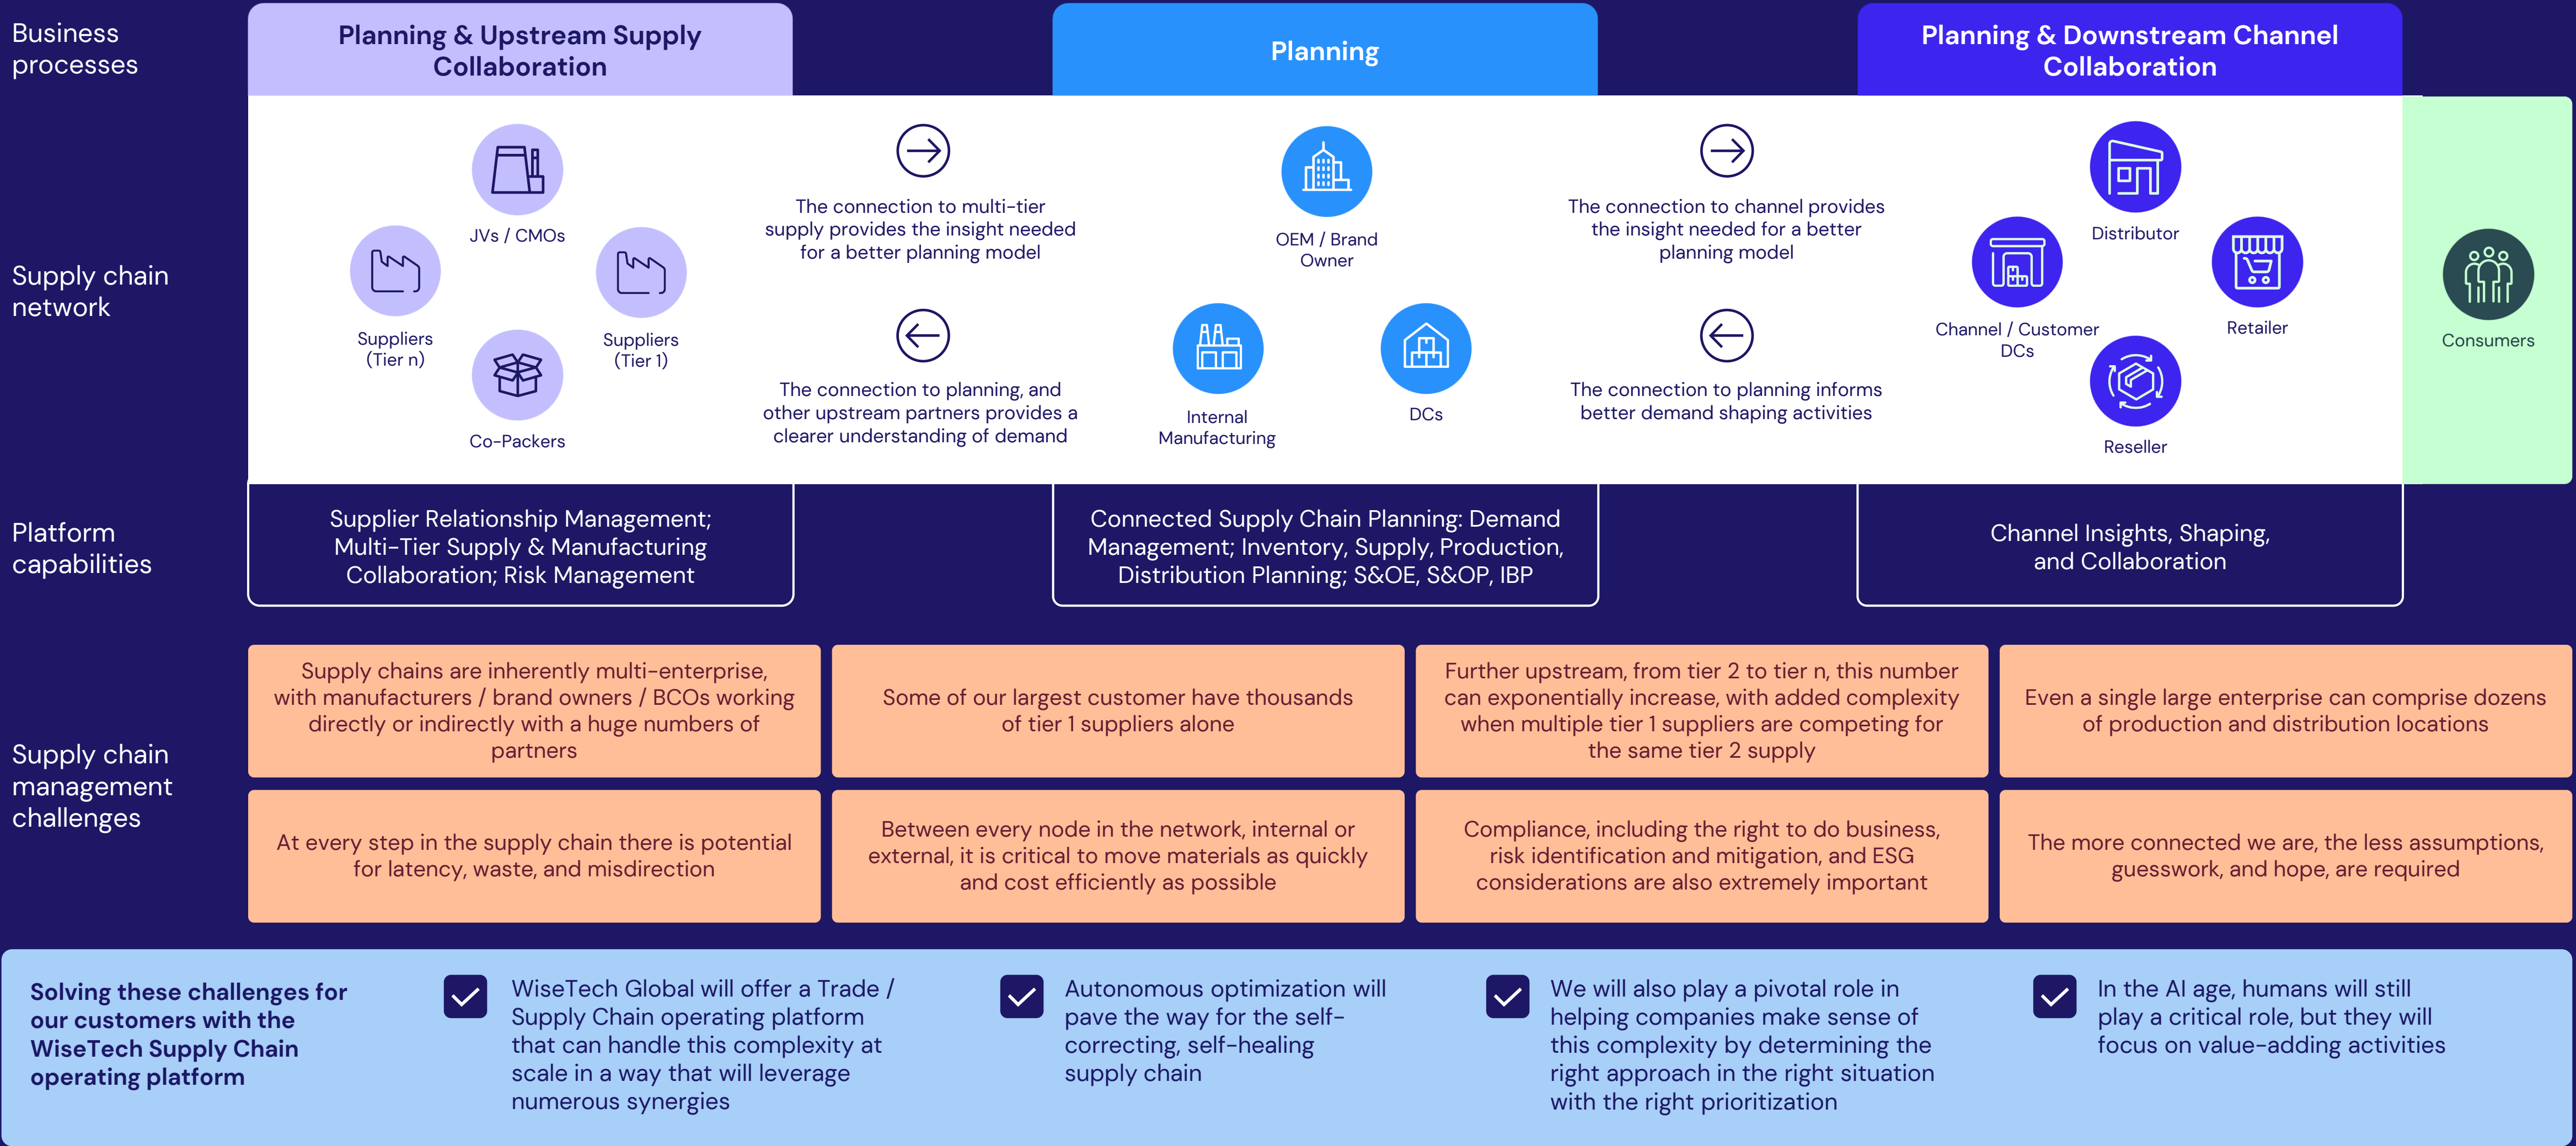 Business
processes
Planning & Upstream Supply
Collaboration
Planning
Planning & Downstream Channel
Collaboration
Supply chain
network
JVs / CMOs
Suppliers
(Tier n)
Suppliers
(Tier 1)
Co-Packers
The connection to multi-tier
supply provides the insight needed
for a better planning model
The connection to planning, and
other upstream partners provides a
clearer understanding of demand
OEM / Brand
Owner
Internal
Manufacturing
DCs
The connection to channel provides
the insight needed for a better
planning model
The connection to planning informs
better demand shaping activities
Distributor
Channel / Customer
DCs
Retailer
Reseller
Consumers
Platform
capabilities
Supplier Relationship Management;
Multi-Tier Supply & Manufacturing
Collaboration; Risk Management
Connected Supply Chain Planning: Demand
Management; Inventory, Supply, Production,
Distribution Planning; S&OE, S&OP, IBP
Channel Insights, Shaping,
and Collaboration
Supply chain
management
challenges
Supply chains are inherently multi-enterprise,
with manufacturers / brand owners / BCOs working
directly or indirectly with a huge numbers of
partners
Some of our largest customer have thousands
of tier 1 suppliers alone
Further upstream, from tier 2 to tier n, this number
can exponentially increase, with added complexity
when multiple tier 1 suppliers are competing for
the same tier 2 supply
Even a single large enterprise can comprise dozens
of production and distribution locations
At every step in the supply chain there is potential
for latency, waste, and misdirection
Between every node in the network, internal or
external, it is critical to move materials as quickly
and cost efficiently as possible
Compliance, including the right to do business,
risk identification and mitigation, and ESG
considerations are also extremely important
The more connected we are, the less assumptions,
guesswork, and hope, are required
Solving these challenges for
our customers with the
WiseTech Supply Chain
operating platform
WiseTech Global will offer a Trade /
Supply Chain operating platform
that can handle this complexity at
scale in a way that will leverage
numerous synergies
Autonomous optimization will
pave the way for the self-
correcting, self-healing
supply chain
We will also play a pivotal role in
helping companies make sense of
this complexity by determining the
right approach in the right situation
with the right prioritization
In the AI age, humans will still
play a critical role, but they will
focus on value-adding activities